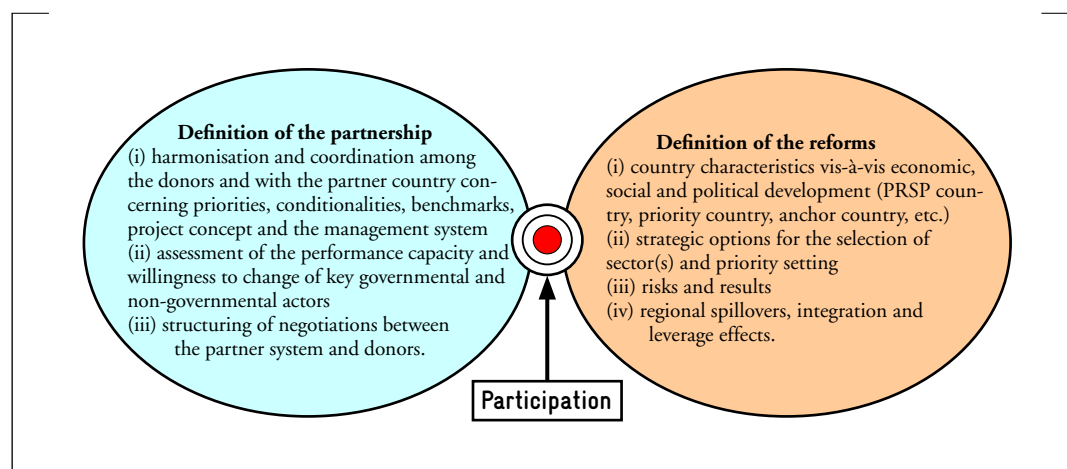 Definition of the partnership
(i) harmonisation and coordination among
the donors and with the partner country con-
cerning priorities, conditionalities, benchmarks,
project concept and the management system
(ii) assessment of the performance capacity and
willingness to change of key governmental and
non-governmental actors
(iii) structuring of negotiations between
the partner system and donors.
Definition of the reforms
(i) country characteristics vis-à-vis economic,
social and political development (PRSP coun-
try, priority country, anchor country, etc.)
(ii) strategic options for the selection of
sector(s) and priority setting
(iii) risks and results
(iv) regional spillovers, integration and
leverage effects.
Participation